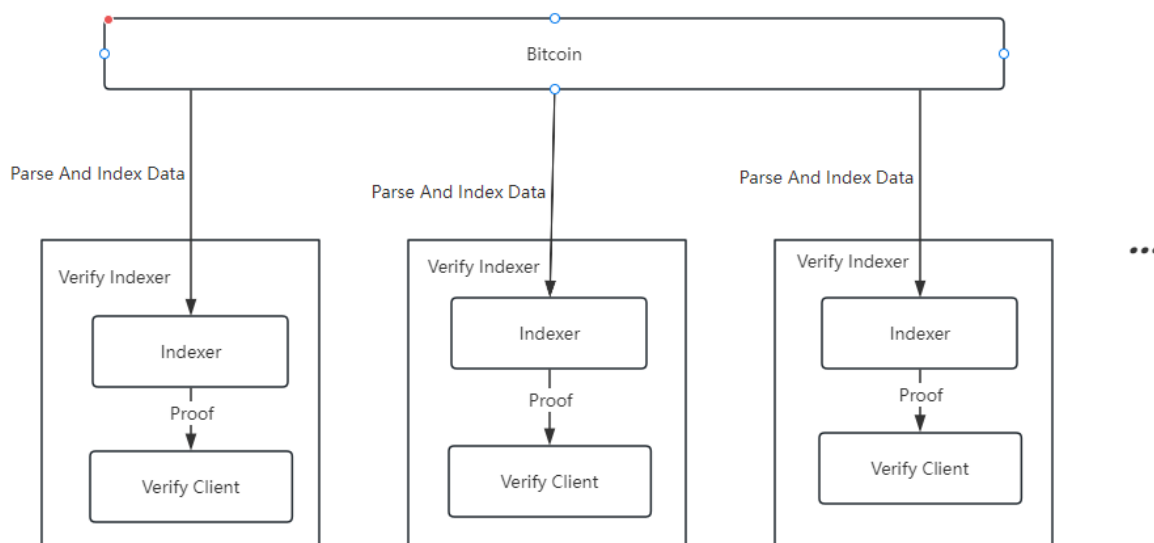 Bitcoin
Parse And Index Data
Parse And Index Data
Parse And Index Data
Verify Indexer
Indexer
Proof
Verify Client
Verify Indexer
Indexer
Proof
Verify Client
Verify Indexer
Indexer
Proof
Verify Client
...